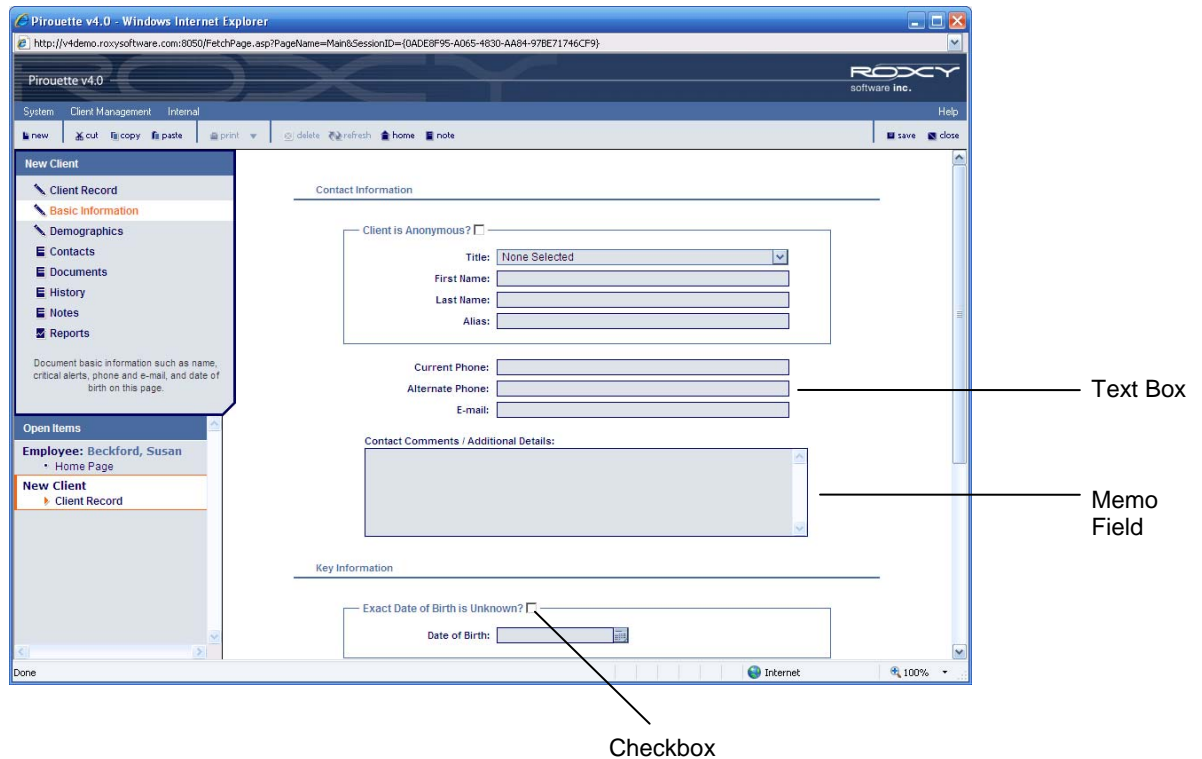 Pirouette v4.0 - Windows Internet Explorer
http://v4demo.roxysoftware.com:8050/FetchPage.asp?PageName=Main&SessionID={0ADE8F95-A065-4830-AA84-97BE71746CF9}
Pirouette v4.0
ROXY
software inc.
System Client Management Internal Help
new cut copy paste print delete refresh home note save close
New Client
Client Record
Basic Information
Demographics
Contacts
Documents
History
Notes
Reports
Document basic information such as name,
critical alerts, phone and e-mail, and date of
birth on this page.
Open Items
Employee: Beckford, Susan
• Home Page
New Client
Client Record
Contact Information
Client is Anonymous?
Title: None Selected
First Name:
Last Name:
Alias:
Current Phone:
Alternate Phone:
E-mail:
Contact Comments / Additional Details:
Key Information
Exact Date of Birth is Unknown?
Date of Birth:
Done Internet 100%
Text Box
Memo
Field
Checkbox